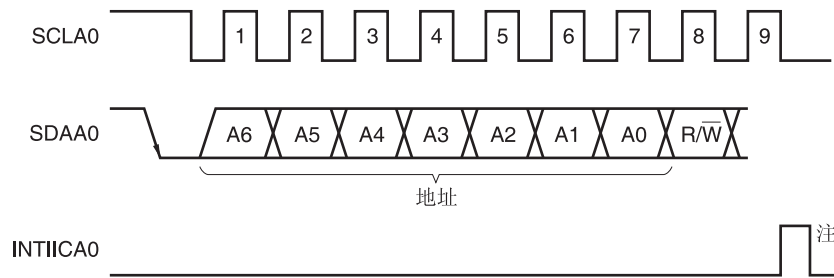 SCLA0 1 2 3 4 5 6 7 8 9
SDAA0 A6 A5 A4 A3 A2 A1 A0 R/W̅
地址
INTIICA0 注